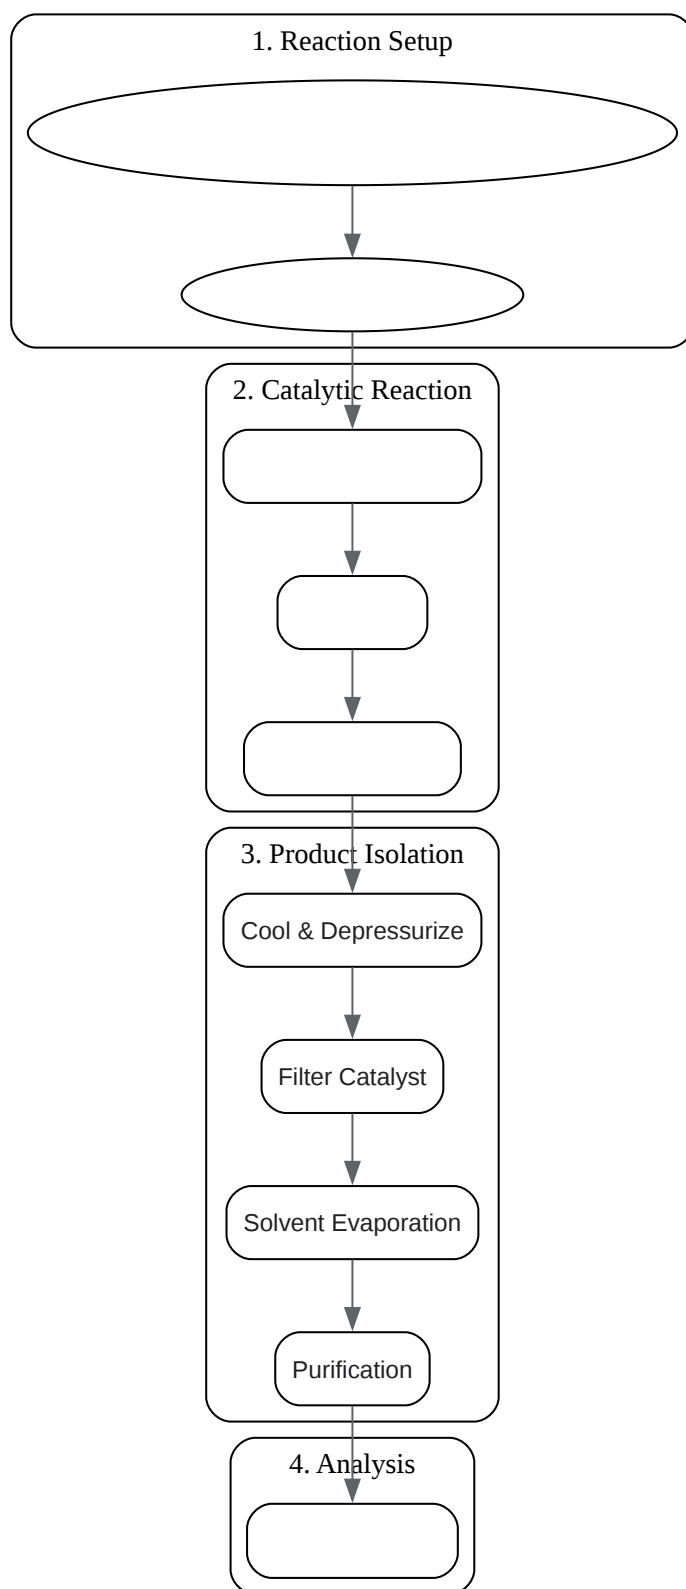 1. Reaction Setup
2. Catalytic Reaction
3. Product Isolation
Cool & Depressurize
Filter Catalyst
Solvent Evaporation
Purification
4. Analysis